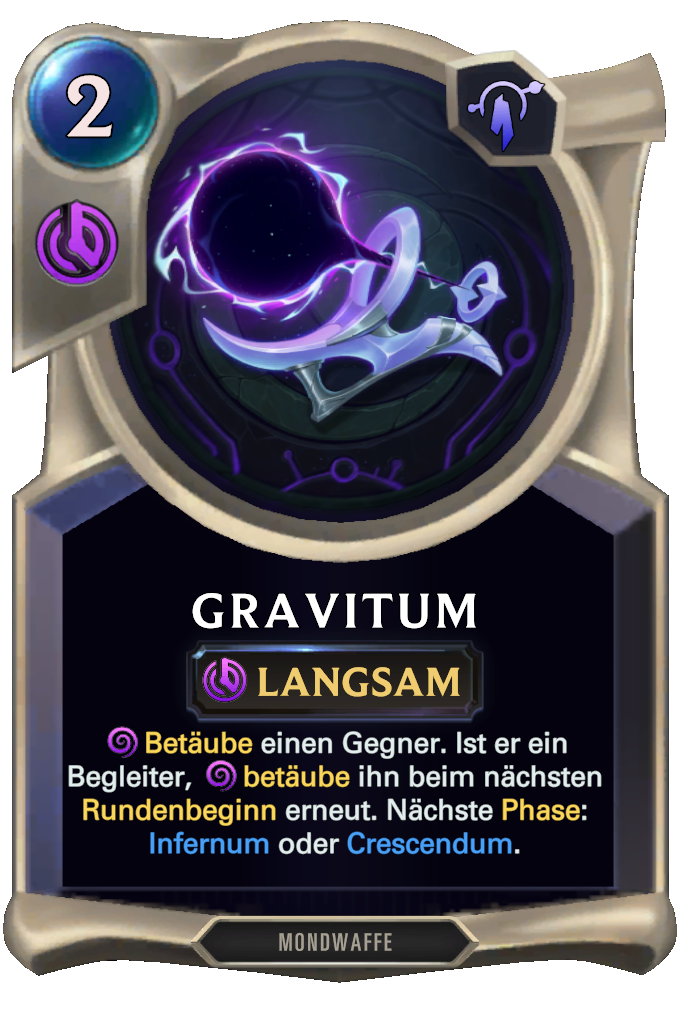 2
GRAVITUM
LANGSAM
Betäube einen Gegner. Ist er ein
Begleiter, betäube ihn beim nächsten
Rundenbeginn erneut. Nächste Phase:
Infernum oder Crescendum.
MONDWAFFE